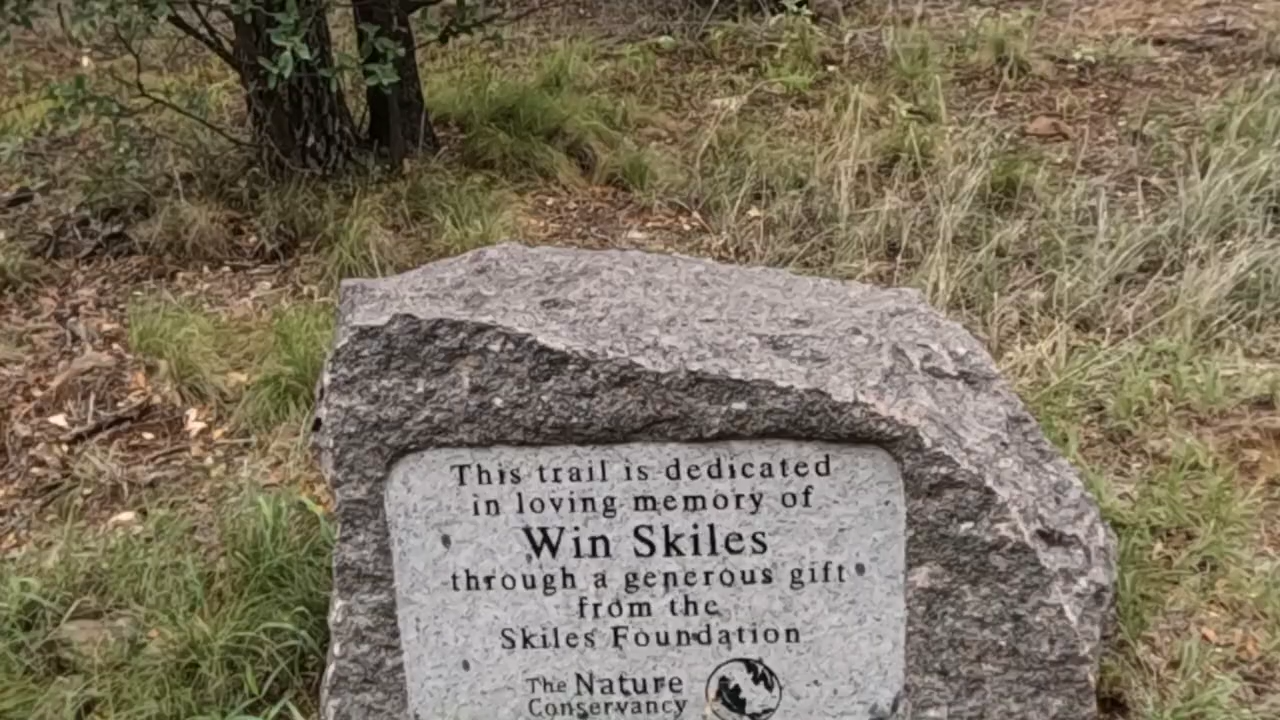 This trail is dedicated
in loving memory of
Win Skiles
through a generous gift
from the
Skiles Foundation
The Nature
Conservancy